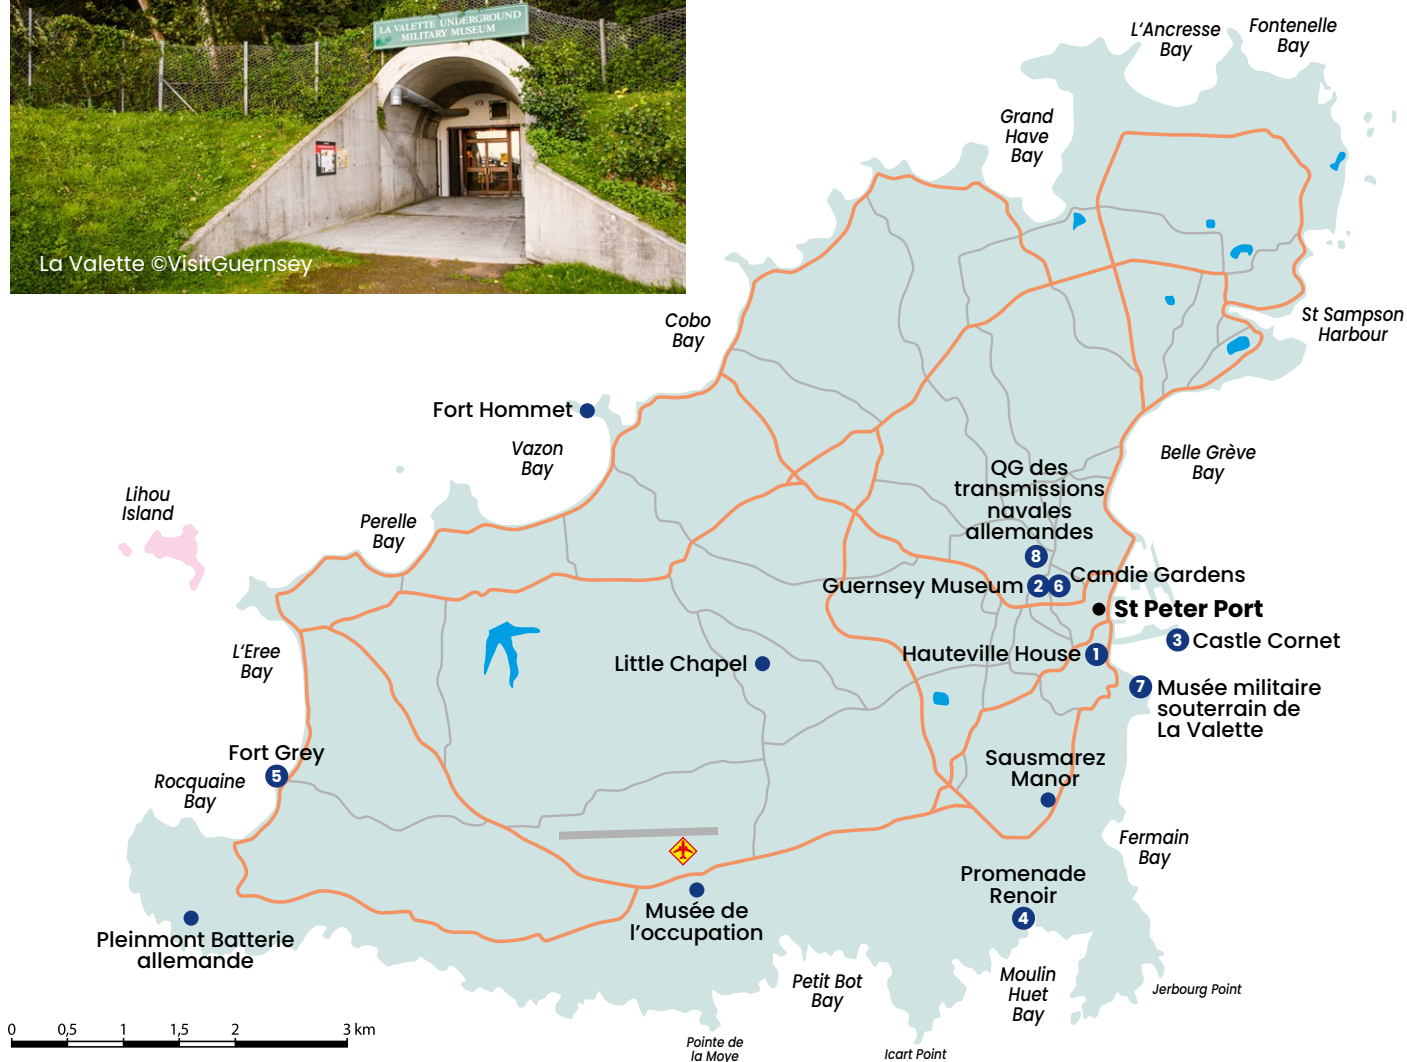 LA VALETTE UNDERGROUND
MILITARY MUSEUM
La Valette ©VisitGuernsey
L'Ancresse
Bay
Fontenelle
Bay
Grand
Have
Bay
Cobo
Bay
St Sampson
Harbour
Fort Hommet
Vazon
Bay
Belle Grève
Bay
QG des
transmissions
navales
allemandes
8
Lihou
Island
Perelle
Bay
Guernsey Museum
2
6
Candie Gardens
St Peter Port
3
Castle Cornet
Hauteville House
1
L'Eree
Bay
Little Chapel
7
Musée militaire
souterrain de
La Valette
Fort Grey
5
Rocquaine
Bay
Sausmarez
Manor
Fermain
Bay
Promenade
Renoir
4
Musée de
l'occupation
Pleinmont Batterie
allemande
Petit Bot
Bay
Moulin
Huet
Bay
Jerbourg Point
Pointe de
la Moye
Icart Point
0 0,5 1 1,5 2 3 km